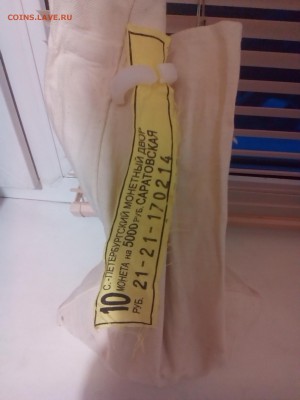 COINS.LAVE.RU
С.-ПЕТЕРБУРГСКИЙ МОНЕТНЫЙ ДВОР
10 МОНЕТА на 5000 РУБ. САРАТОВСКАЯ
РУБ. 21-21-170214